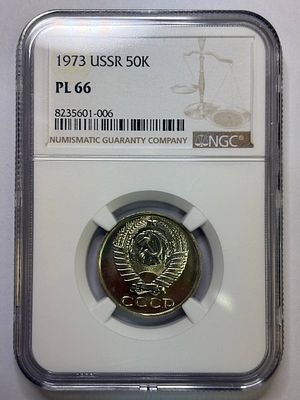 1973 USSR 50K
PL 66
8235601-006
NUMISMATIC GUARANTY COMPANY
NGC
СССР